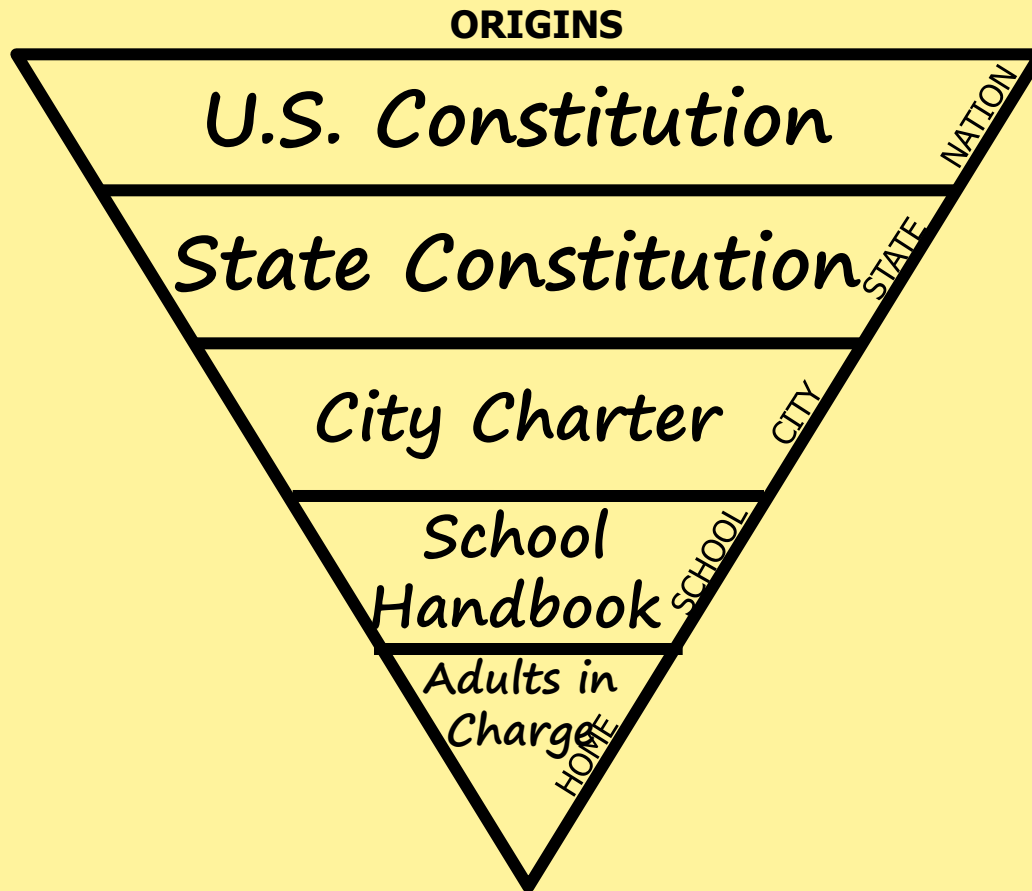 ORIGINS
U.S. Constitution
NATION
State Constitution
STATE
City Charter
CITY
School
Handbook
SCHOOL
Adults in
Charge
HOME